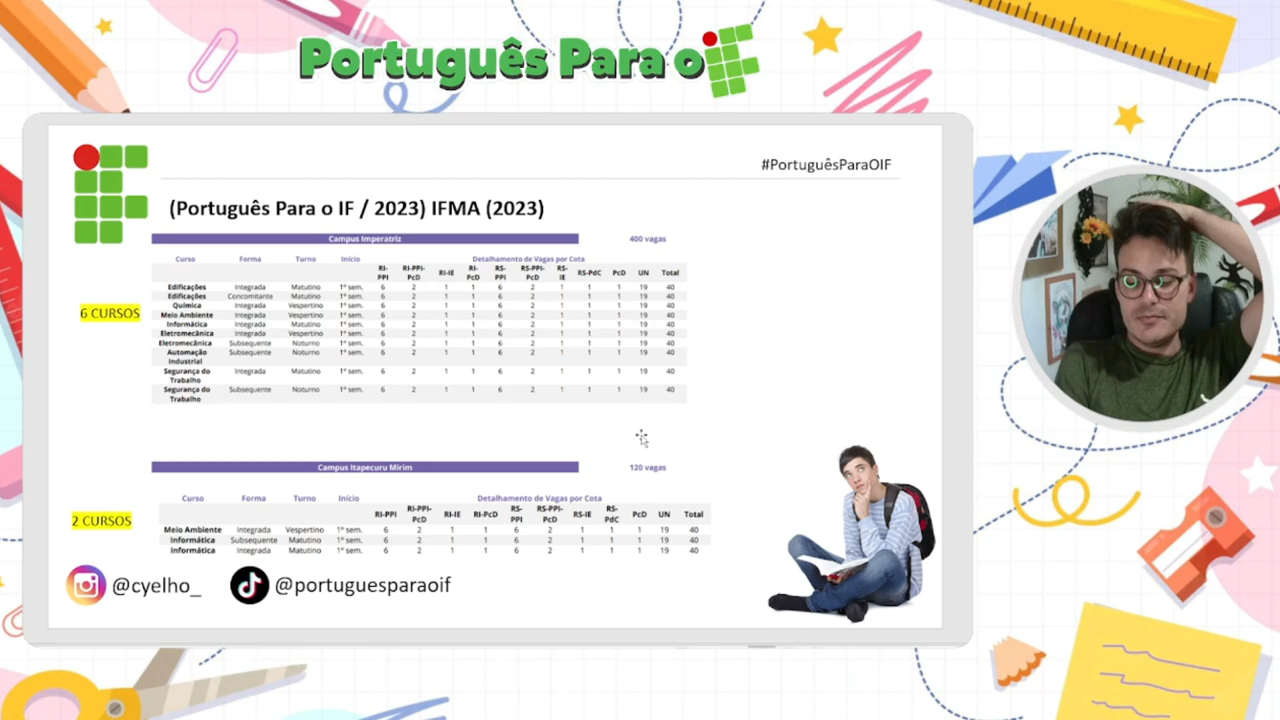 Português Para o
#PortuguêsParaOIF
(Português Para o IF / 2023) IFMA (2023)
Campus Imperatriz 400 vagas
Curso Forma Turno Início Detalhamento de Vagas por Cota
RI-PPI RI-PPI-PcD RI-IE RI-PcD RS-PPI RS-PPI-PcD RS-IE RS-PdC PcD UN Total
Edificações Integrada Matutino 1º sem. 6 2 1 1 6 2 1 1 1 19 40
Edificações Concomitante Matutino 1º sem. 6 2 1 1 6 2 1 1 1 19 40
Química Integrada Vespertino 1º sem. 6 2 1 1 6 2 1 1 1 19 40
6 CURSOS
Meio Ambiente Integrada Vespertino 1º sem. 6 2 1 1 6 2 1 1 1 19 40
Informática Integrada Matutino 1º sem. 6 2 1 1 6 2 1 1 1 19 40
Eletromecânica Integrada Vespertino 1º sem. 6 2 1 1 6 2 1 1 1 19 40
Eletromecânica Subsequente Noturno 1º sem. 6 2 1 1 6 2 1 1 1 19 40
Automação Industrial Subsequente Noturno 1º sem. 6 2 1 1 6 2 1 1 1 19 40
Segurança do Trabalho Integrada Matutino 1º sem. 6 2 1 1 6 2 1 1 1 19 40
Segurança do Trabalho Subsequente Noturno 1º sem. 6 2 1 1 6 2 1 1 1 19 40
Campus Itapecuru Mirim 120 vagas
Curso Forma Turno Início Detalhamento de Vagas por Cota
RI-PPI RI-PPI-PcD RI-IE RI-PcD RS-PPI RS-PPI-PcD RS-IE RS-PdC PcD UN Total
2 CURSOS
Meio Ambiente Integrada Vespertino 1º sem. 6 2 1 1 6 2 1 1 1 19 40
Informática Subsequente Matutino 1º sem. 6 2 1 1 6 2 1 1 1 19 40
Informática Integrada Matutino 1º sem. 6 2 1 1 6 2 1 1 1 19 40
@cyelho_ @portuguesparaoif